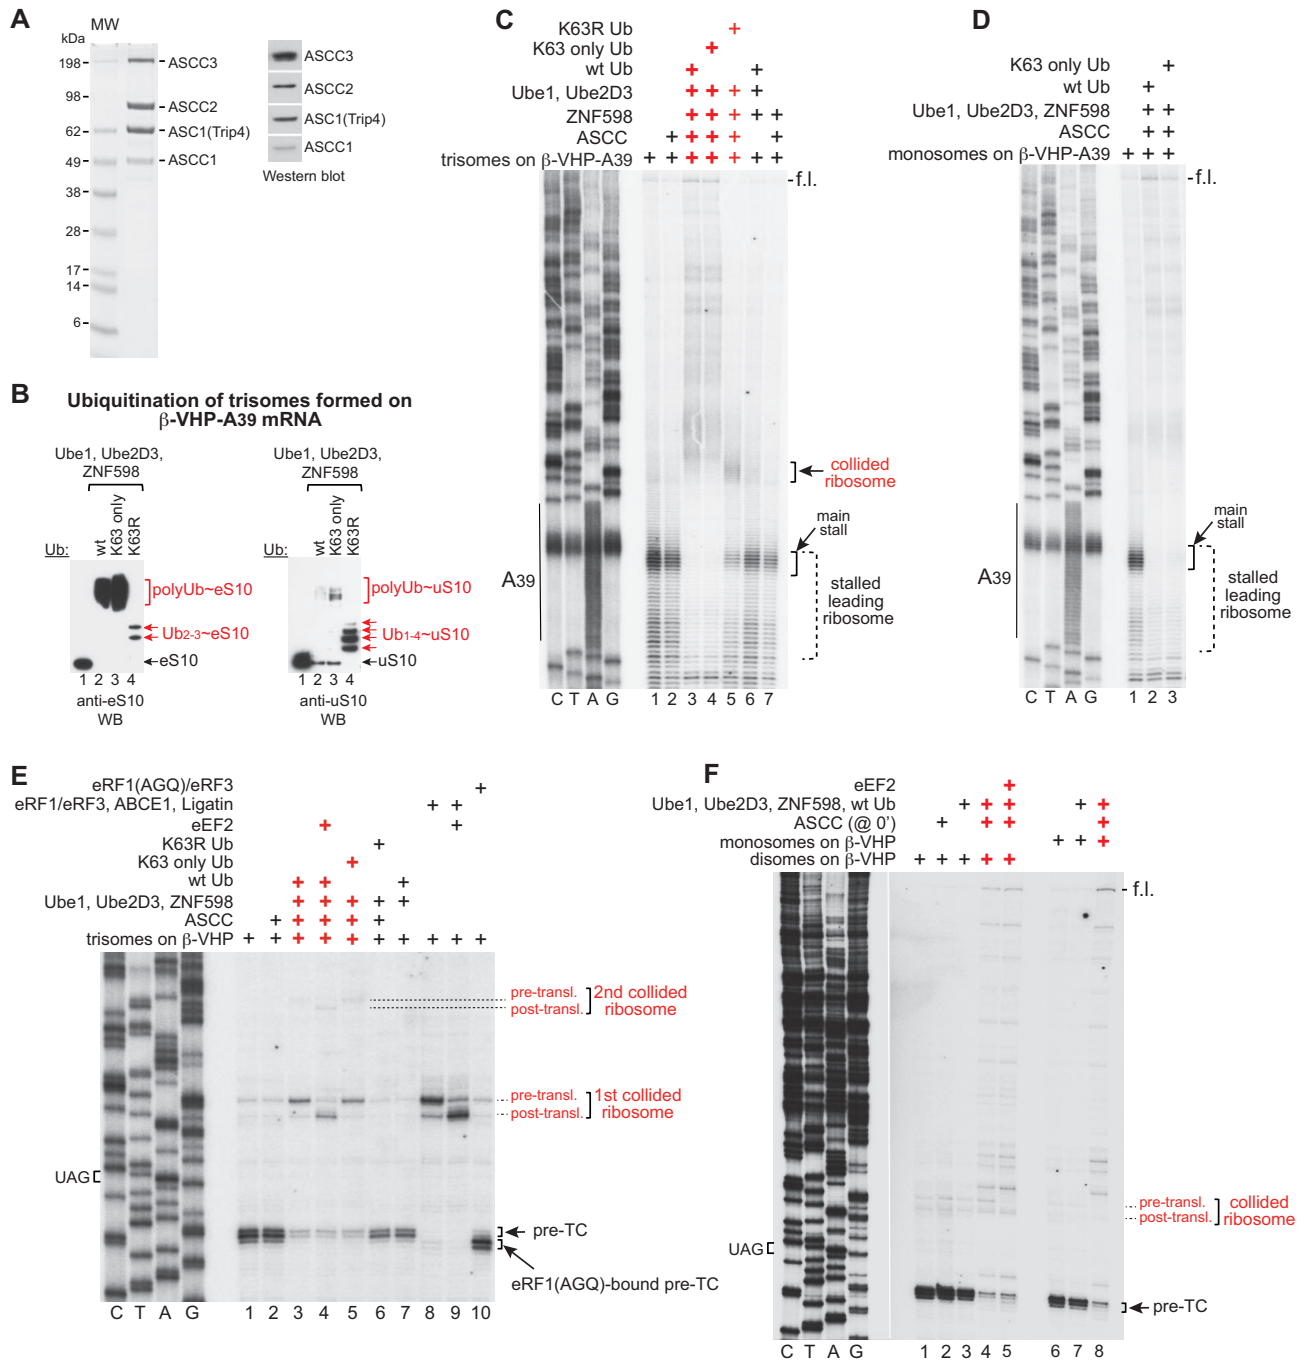 A
MW
kDa
198
98
62
49
38
28
17
14
6
ASCC3
ASCC2
ASC1(Trip4)
ASCC1
ASCC3
ASCC2
ASC1(Trip4)
ASCC1
Western blot
B
Ubiquitination of trisomes formed on
β-VHP-A39 mRNA
Ube1, Ube2D3,
ZNF598
Ub:
wt
K63 only
K63R
polyUb~eS10
Ub2-3~eS10
eS10
1 2 3 4
anti-eS10
WB
Ube1, Ube2D3,
ZNF598
Ub:
wt
K63 only
K63R
polyUb~uS10
Ub1-4~uS10
uS10
1 2 3 4
anti-uS10
WB
C
K63R Ub +
K63 only Ub +
wt Ub + +
Ube1, Ube2D3 + + + +
ZNF598 + + + + +
ASCC + + + + +
trisomes on β-VHP-A39 + + + + + + +
f.l.
collided
ribosome
main
stall
stalled
leading
ribosome
A39
C T A G 1 2 3 4 5 6 7
D
K63 only Ub +
wt Ub +
Ube1, Ube2D3, ZNF598 + +
ASCC + +
monosomes on β-VHP-A39 + + +
f.l.
main
stall
stalled
leading
ribosome
A39
C T A G 1 2 3
E
eRF1(AGQ)/eRF3 +
eRF1/eRF3, ABCE1, Ligatin + +
eEF2 + +
K63R Ub +
K63 only Ub +
wt Ub + + +
Ube1, Ube2D3, ZNF598 + + + + +
ASCC + + + + +
trisomes on β-VHP + + + + + + + + + +
pre-transl.
post-transl.
2nd collided
ribosome
pre-transl.
post-transl.
1st collided
ribosome
UAG
pre-TC
eRF1(AGQ)-bound pre-TC
C T A G 1 2 3 4 5 6 7 8 9 10
F
eEF2 +
Ube1, Ube2D3, ZNF598, wt Ub + + + + +
ASCC (@ 0') + + + +
monosomes on β-VHP + + +
disomes on β-VHP + + + + +
f.l.
pre-transl.
post-transl.
collided
ribosome
UAG
pre-TC
C T A G 1 2 3 4 5 6 7 8